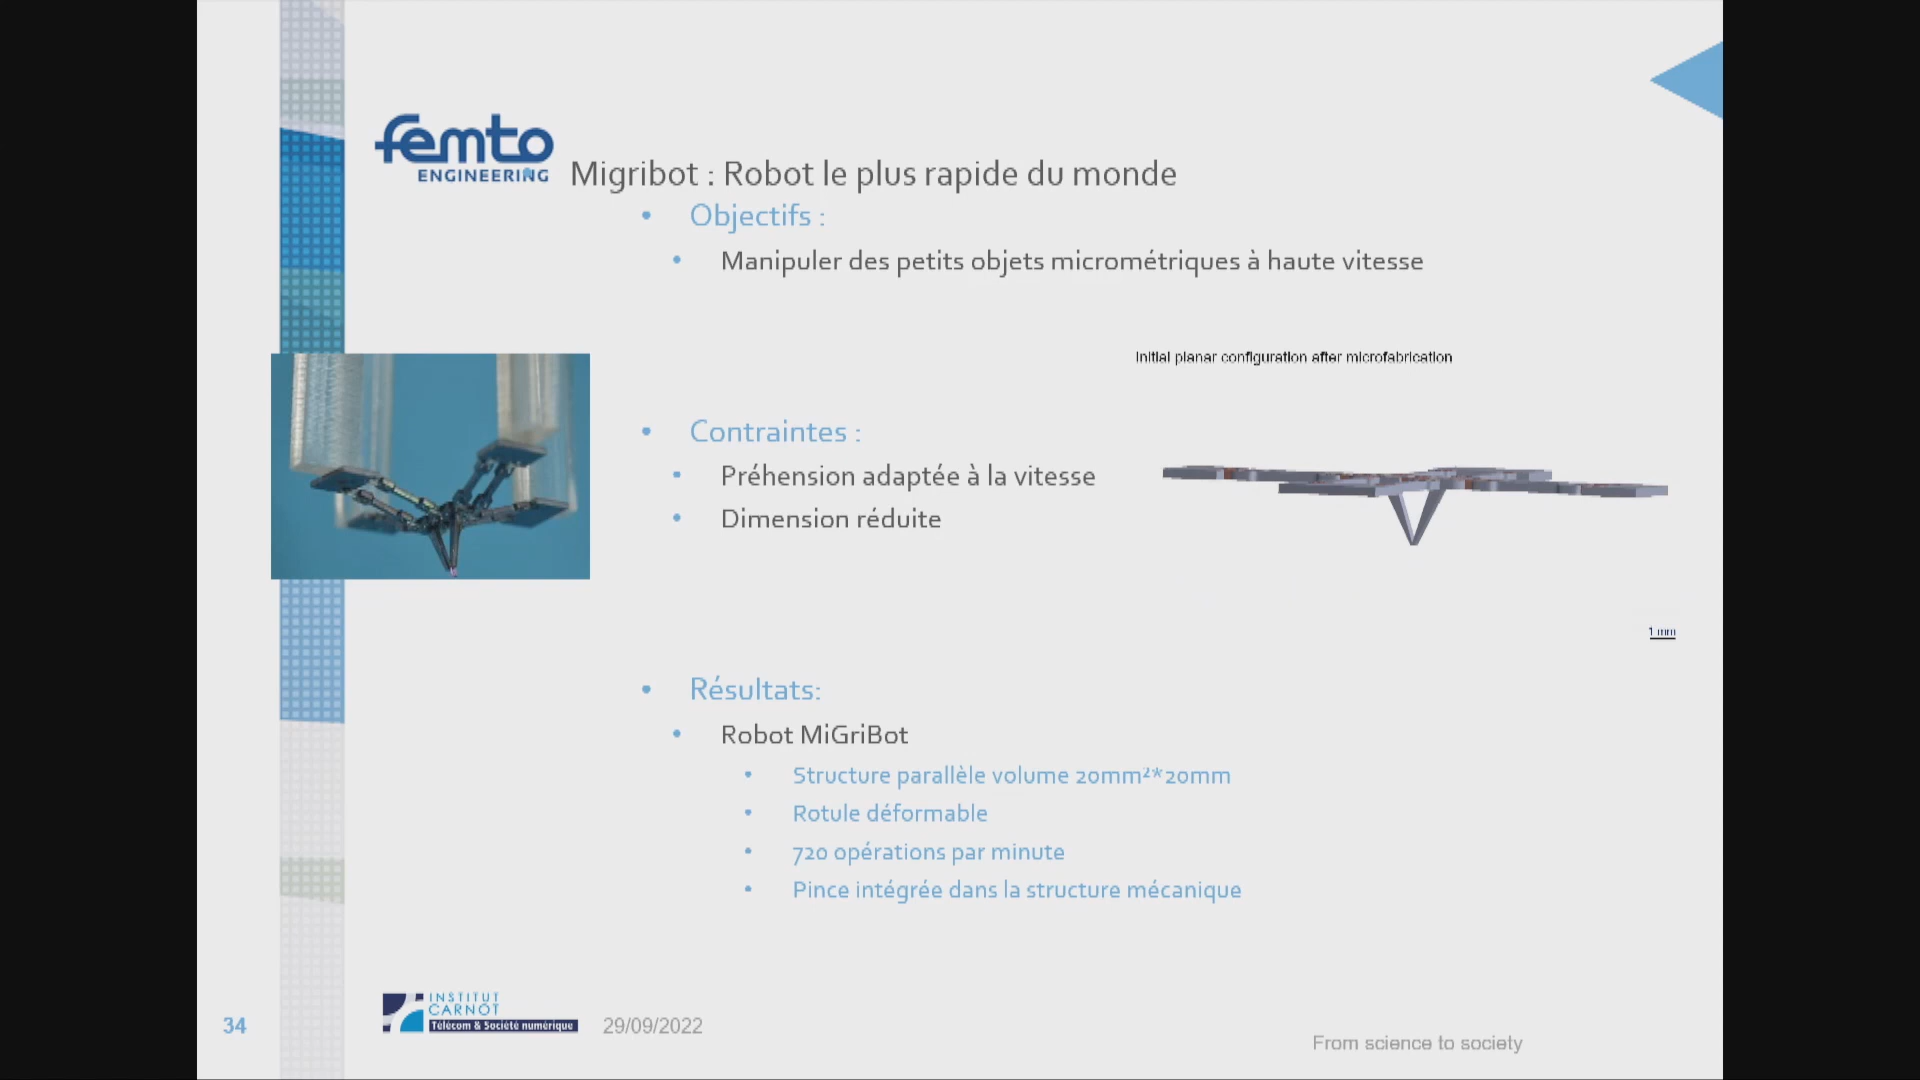 femto
ENGINEERING
Migribot : Robot le plus rapide du monde
• Objectifs :
• Manipuler des petits objets micrométriques à haute vitesse
Initial planar configuration after microfabrication
• Contraintes :
• Préhension adaptée à la vitesse
• Dimension réduite
1 mm
• Résultats:
• Robot MiGriBot
• Structure parallèle volume 20mm²*20mm
• Rotule déformable
• 720 opérations par minute
• Pince intégrée dans la structure mécanique
INSTITUT
CARNOT
Télécom & Société numérique
34
29/09/2022
From science to society